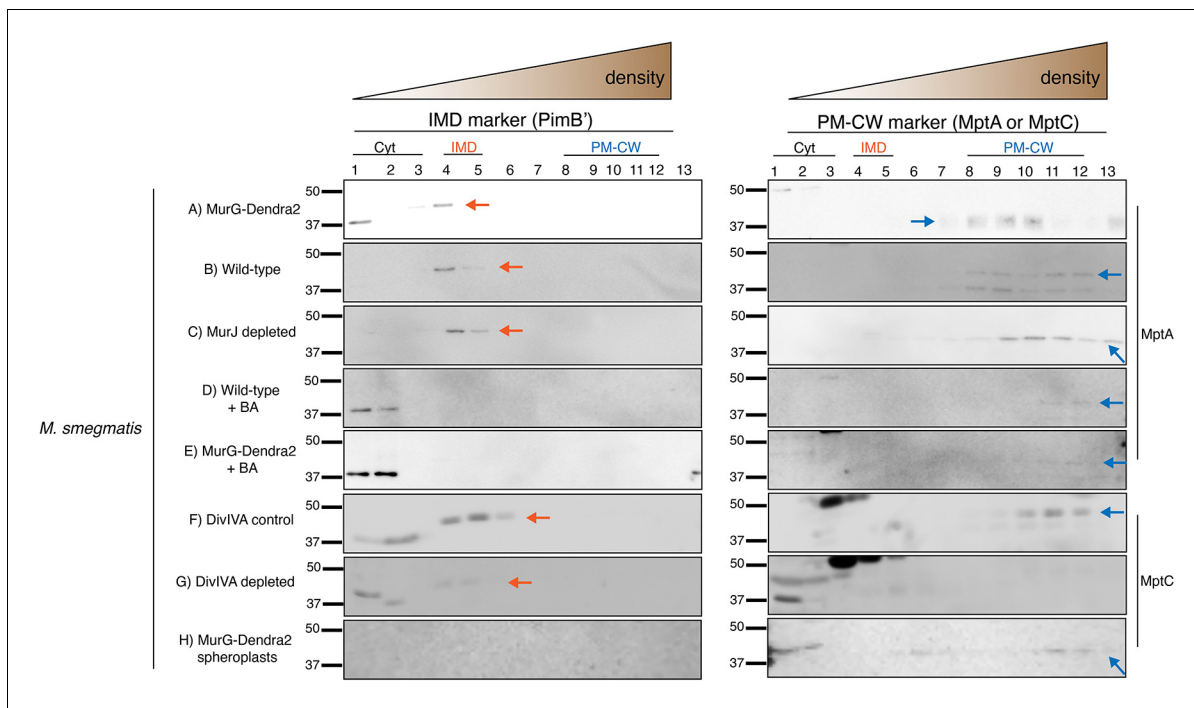 density
density
IMD marker (PimB’)
PM-CW marker (MptA or MptC)
Cyt IMD PM-CW
Cyt IMD PM-CW
1 2 3 4 5 6 7 8 9 10 11 12 13
1 2 3 4 5 6 7 8 9 10 11 12 13
M. smegmatis
A) MurG-Dendra2
50
37
50
37
B) Wild-type
50
37
50
37
C) MurJ depleted
50
37
50
37
MptA
D) Wild-type
+ BA
50
37
50
37
E) MurG-Dendra2
+ BA
50
37
50
37
F) DivIVA control
50
37
50
37
G) DivIVA depleted
50
37
50
37
MptC
H) MurG-Dendra2
spheroplasts
50
37
50
37